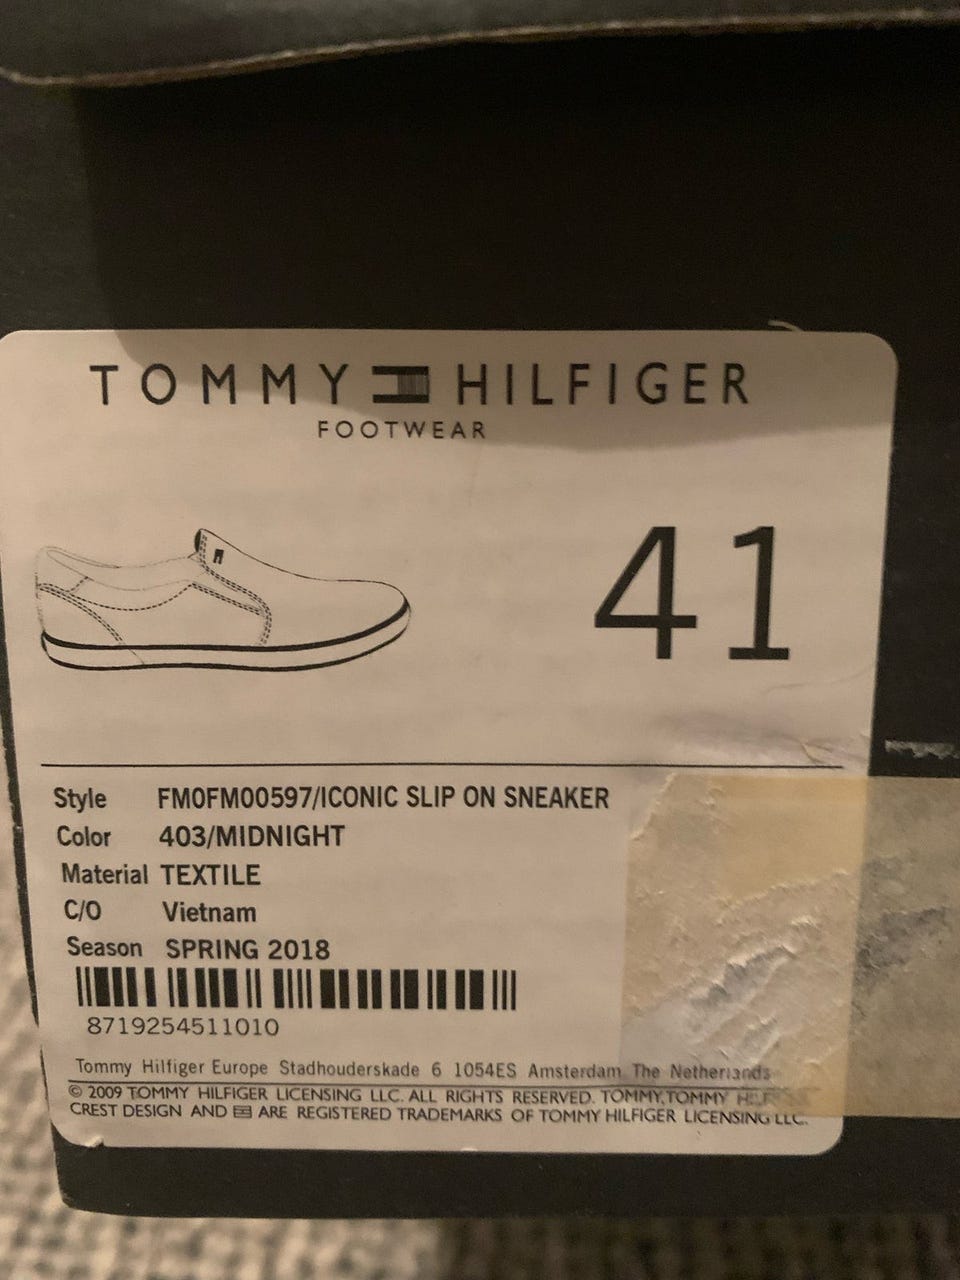 TOMMY HILFIGER
FOOTWEAR
41
Style FM0FM00597/ICONIC SLIP ON SNEAKER
Color 403/MIDNIGHT
Material TEXTILE
C/O Vietnam
Season SPRING 2018
8719254511010
Tommy Hilfiger Europe Stadhouderskade 6 1054ES Amsterdam The Netherlands
© 2009 TOMMY HILFIGER LICENSING LLC. ALL RIGHTS RESERVED. TOMMY,TOMMY
CREST DESIGN AND ARE REGISTERED TRADEMARKS OF TOMMY HILFIGER LICENSING LLC.